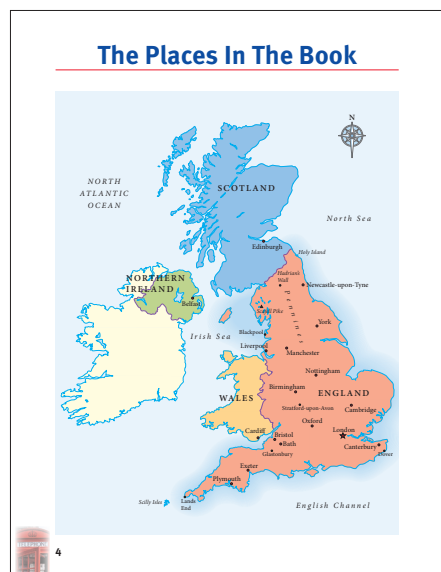 The Places In The Book
N
NORTH
ATLANTIC
OCEAN
SCOTLAND
North Sea
Edinburgh
Holy Island
Hadrian's
Wall
Newcastle-upon-Tyne
NORTHERN
IRELAND
Belfast
Scafell Pike
Pennines
York
Irish Sea
Blackpool
Liverpool
Manchester
Nottingham
Birmingham
ENGLAND
WALES
Stratford-upon-Avon
Cambridge
Oxford
London
Cardiff
Bristol
Bath
Canterbury
Glastonbury
Dover
Exeter
Plymouth
Scilly Isles
Lands
End
English Channel
TELEPHONE
4